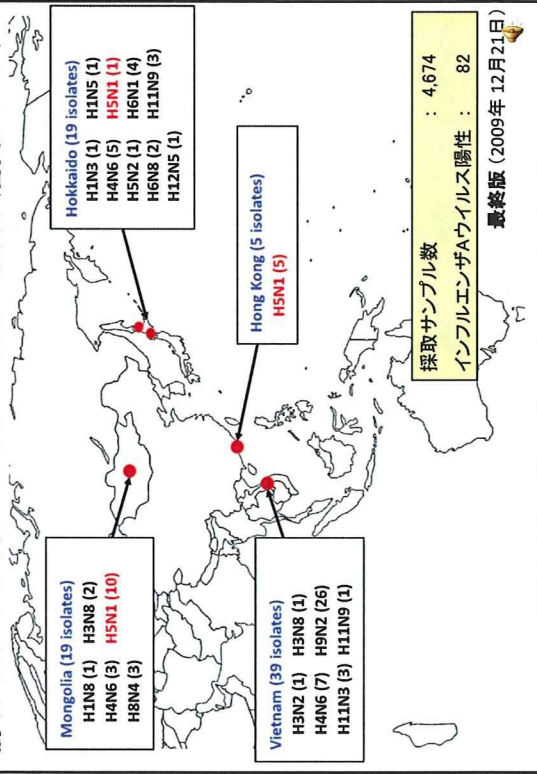 Mongolia (19 isolates)
H1N8 (1) H3N8 (2)
H4N6 (3) H5N1 (10)
H8N4 (3)
Hokkaido (19 isolates)
H1N3 (1) H1N5 (1)
H4N6 (5) H5N1 (1)
H5N2 (1) H6N1 (4)
H6N8 (2) H11N9 (3)
H12N5 (1)
Hong Kong (5 isolates)
H5N1 (5)
Vietnam (39 isolates)
H3N2 (1) H3N8 (1)
H4N6 (7) H9N2 (26)
H11N3 (3) H11N9 (1)
採取サンプル数 : 4,674
インフルエンザAウイルス陽性 : 82
最終版 (2009年 12月21日)